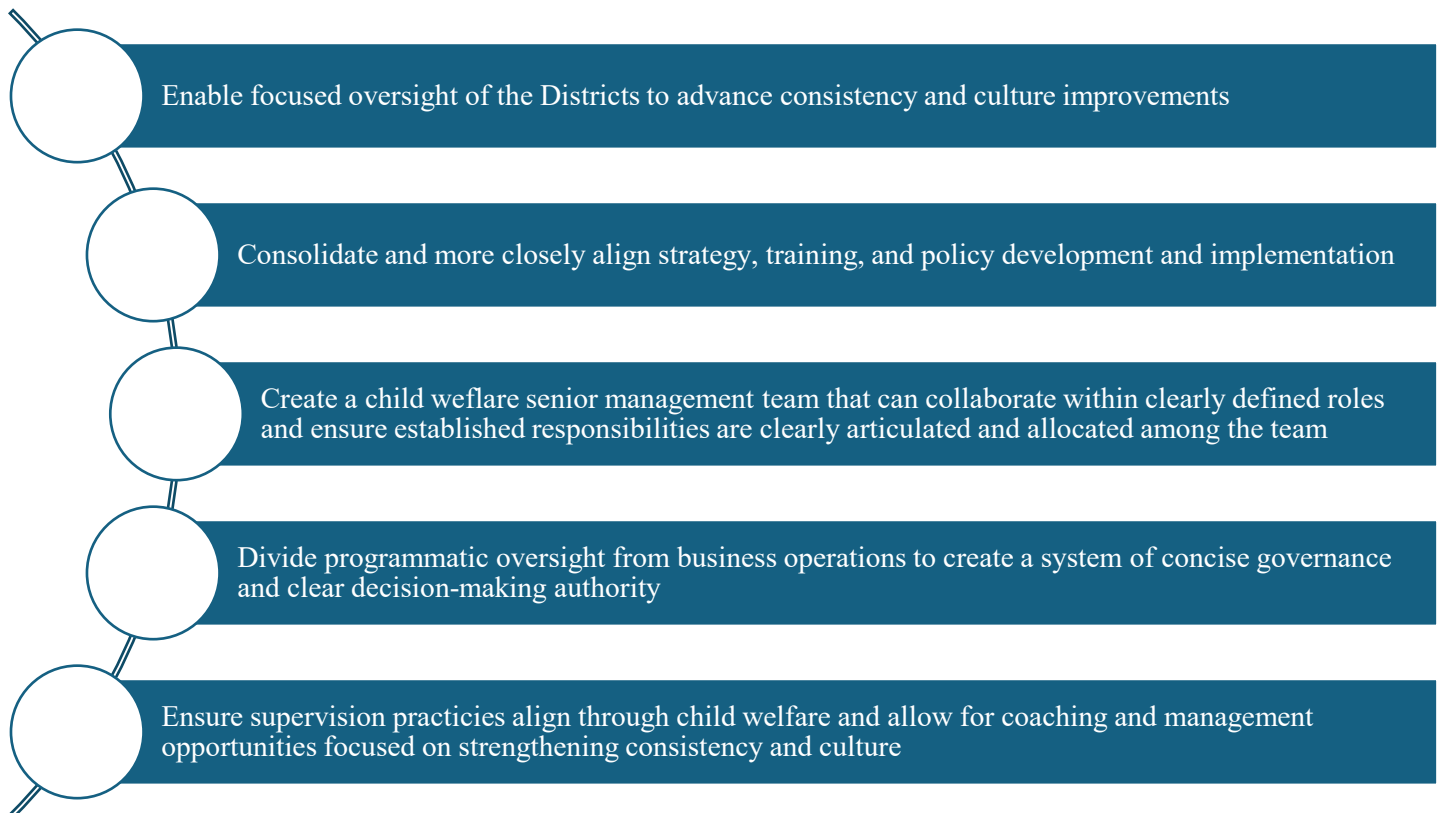 Enable focused oversight of the Districts to advance consistency and culture improvements
Consolidate and more closely align strategy, training, and policy development and implementation
Create a child weflare senior management team that can collaborate within clearly defined roles
and ensure established responsibilities are clearly articulated and allocated among the team
Divide programmatic oversight from business operations to create a system of concise governance
and clear decision-making authority
Ensure supervision practicies align through child welfare and allow for coaching and management
opportunities focused on strengthening consistency and culture